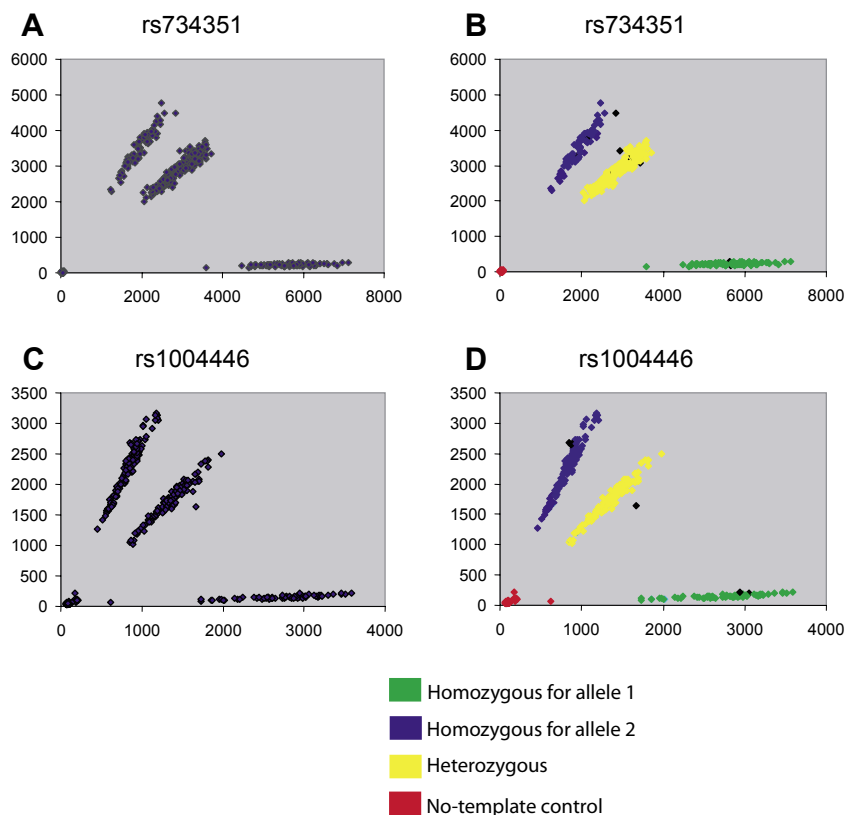 A rs734351
B rs734351
6000
5000
4000
3000
2000
1000
0
0 2000 4000 6000 8000
6000
5000
4000
3000
2000
1000
0
0 2000 4000 6000 8000
C rs1004446
D rs1004446
3500
3000
2500
2000
1500
1000
500
0
0 1000 2000 3000 4000
3500
3000
2500
2000
1500
1000
500
0
0 1000 2000 3000 4000
Homozygous for allele 1
Homozygous for allele 2
Heterozygous
No-template control